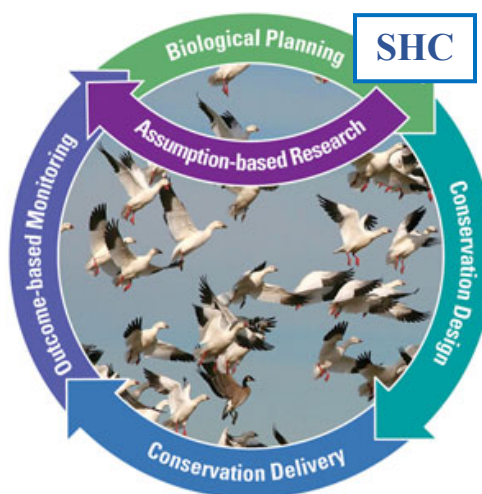 Biological Planning
SHC
Assumption-based Research
Conservation Design
Conservation Delivery
Outcome-based Monitoring